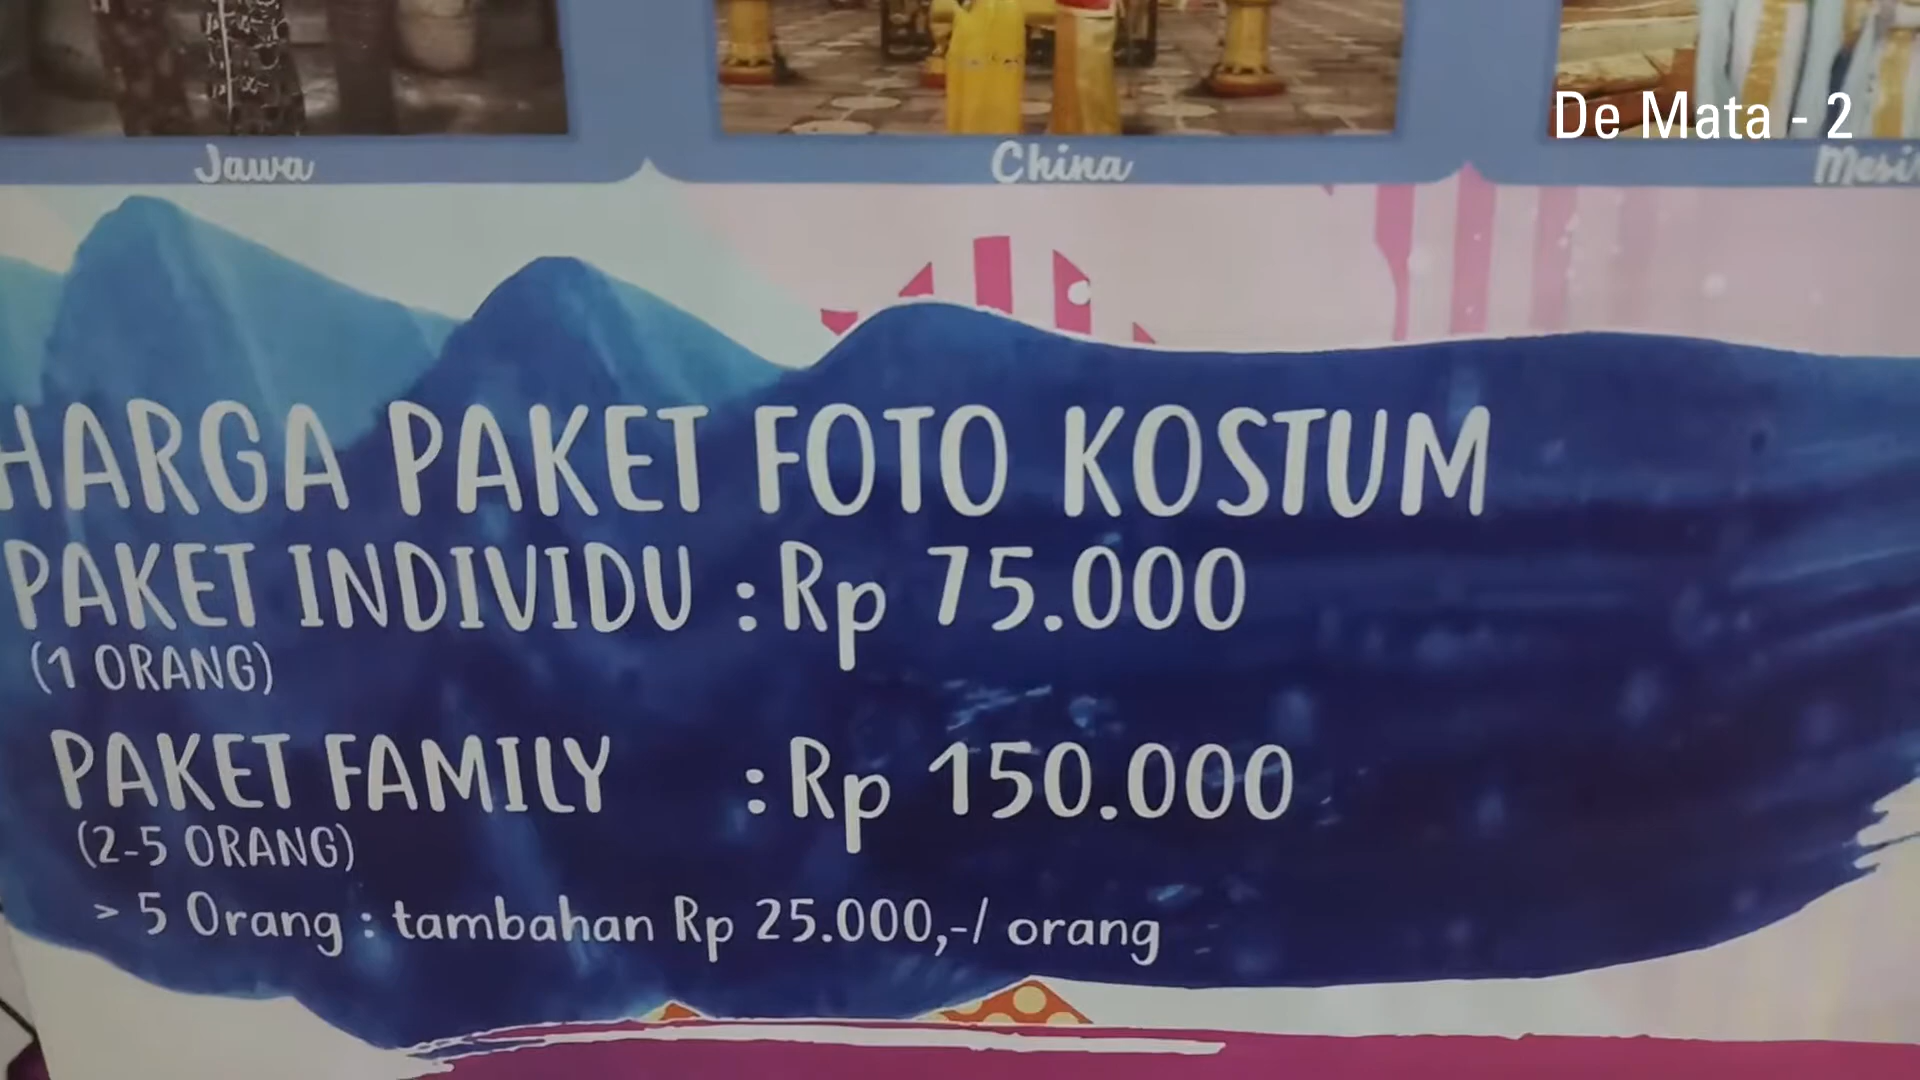 De Mata - 2
Jawa
China
HARGA PAKET FOTO KOSTUM
PAKET INDIVIDU : Rp 75.000
(1 ORANG)
PAKET FAMILY : Rp 150.000
(2-5 ORANG)
> 5 Orang : tambahan Rp 25.000,-/ orang